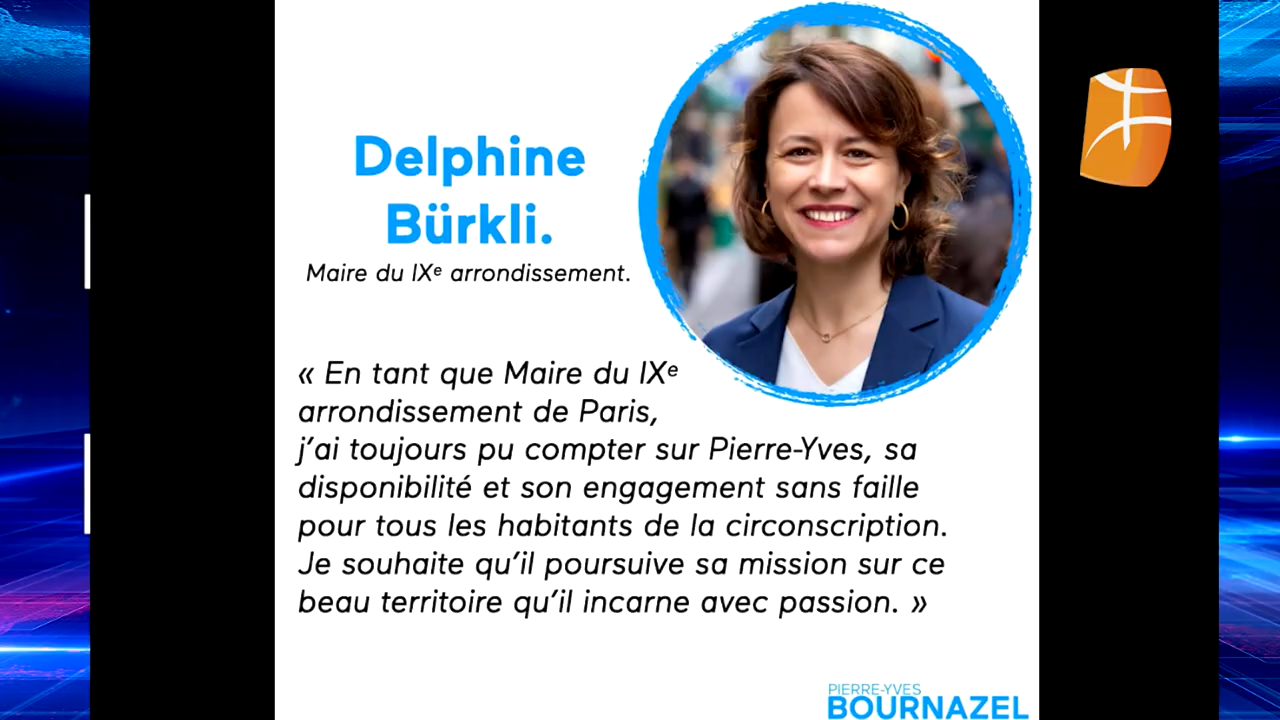 Delphine
Bürkli.
Maire du IXᵉ arrondissement.
« En tant que Maire du IXᵉ
arrondissement de Paris,
j’ai toujours pu compter sur Pierre-Yves, sa
disponibilité et son engagement sans faille
pour tous les habitants de la circonscription.
Je souhaite qu’il poursuive sa mission sur ce
beau territoire qu’il incarne avec passion. »
PIERRE-YVES
BOURNAZEL